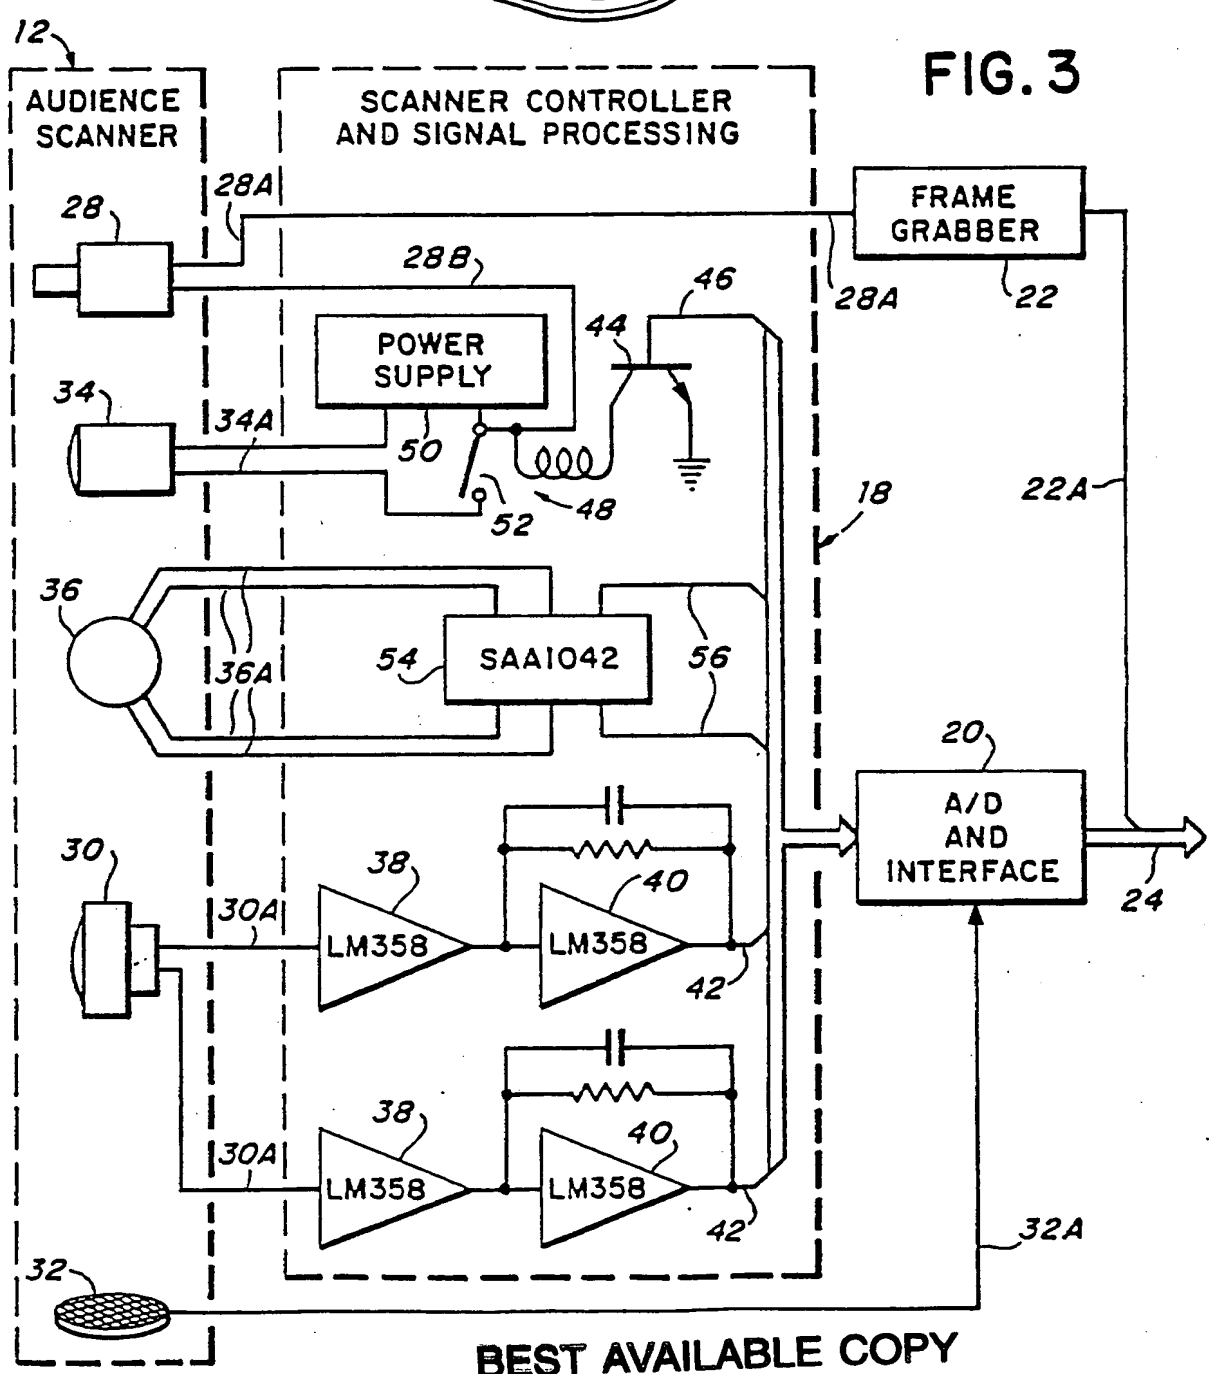 12
FIG. 3
AUDIENCE
SCANNER
SCANNER CONTROLLER
AND SIGNAL PROCESSING
28
28A
28B
46
44
FRAME
GRABBER
28A
22
POWER
SUPPLY
34
34A
50
52
48
18
22A
36
36A
54
SAA1042
56
20
A/D
AND
INTERFACE
24
30
30A
38
LM358
40
LM358
42
38
30A
LM358
40
LM358
42
32A
32
BEST AVAILABLE COPY